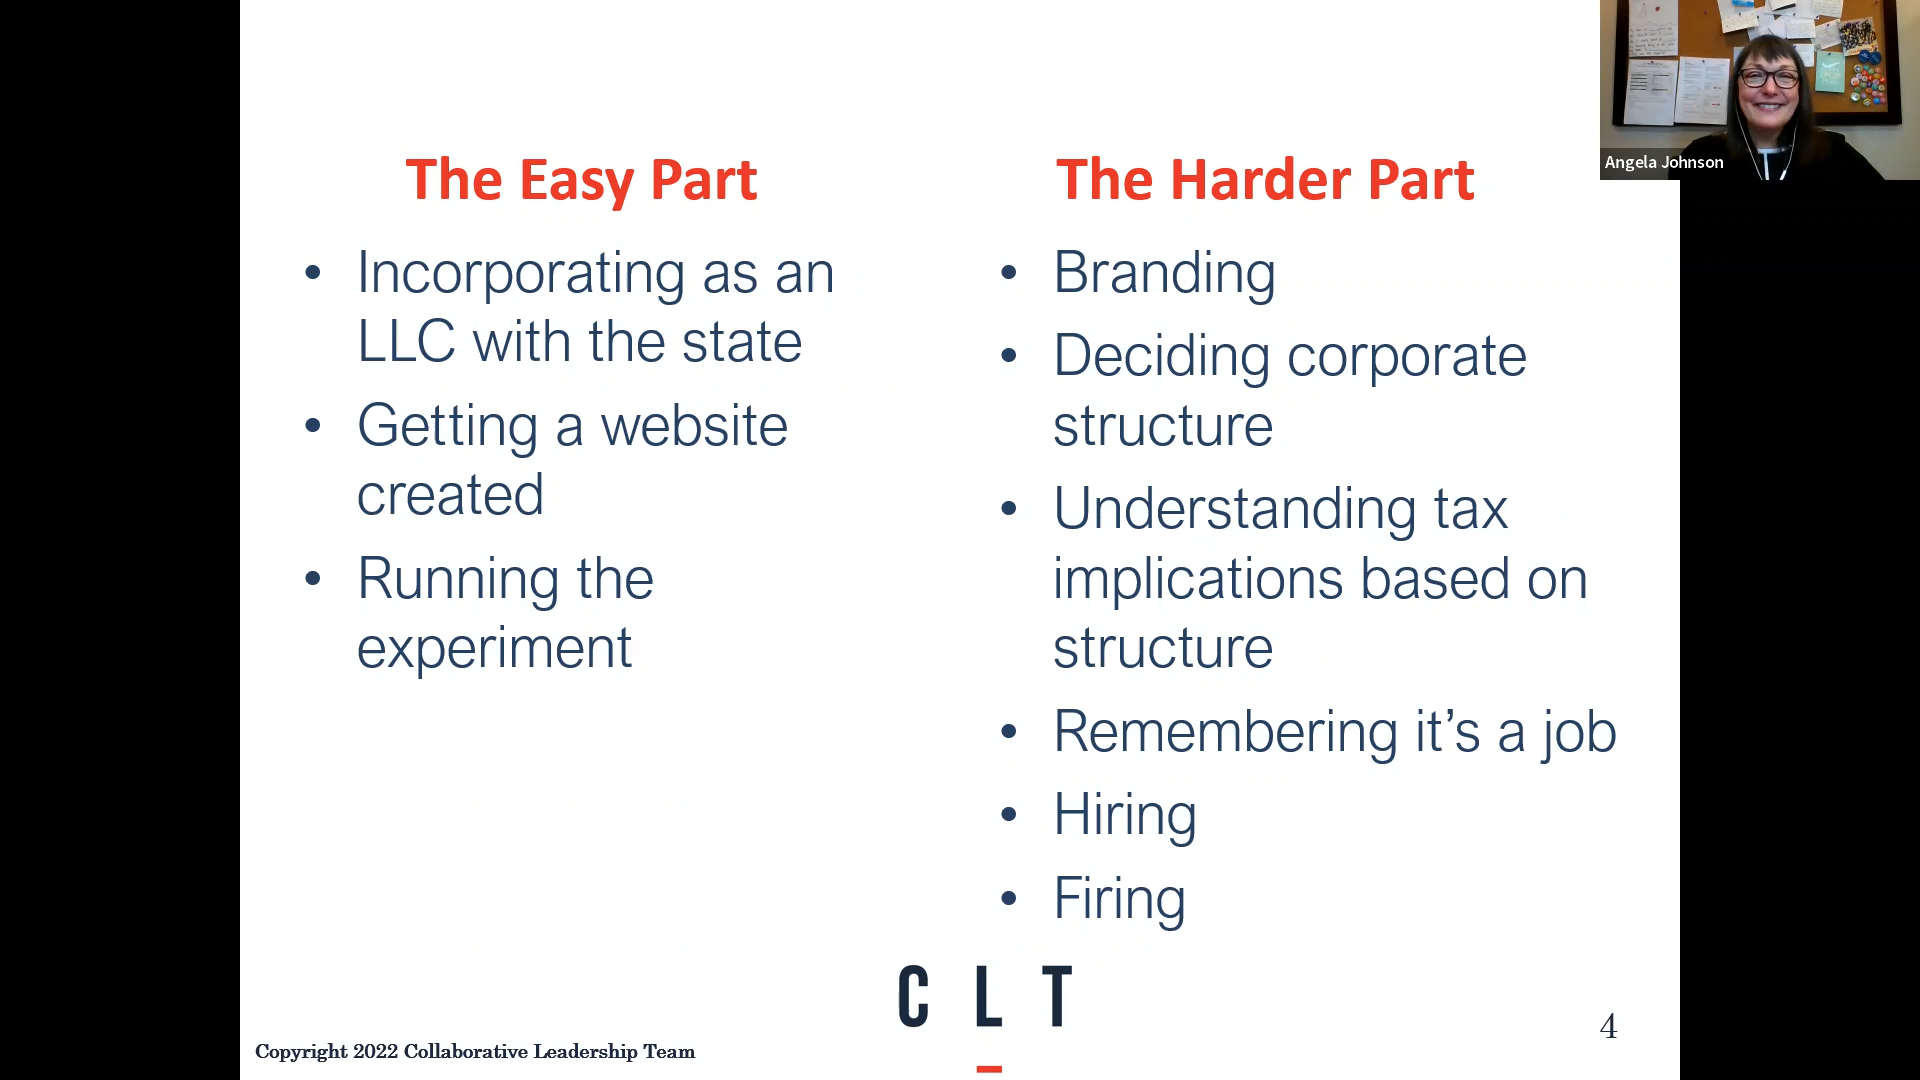 The Easy Part
• Incorporating as an
LLC with the state
• Getting a website
created
• Running the
experiment
The Harder Part
• Branding
• Deciding corporate
structure
• Understanding tax
implications based on
structure
• Remembering it’s a job
• Hiring
• Firing
CLT
Copyright 2022 Collaborative Leadership Team
4
Angela Johnson